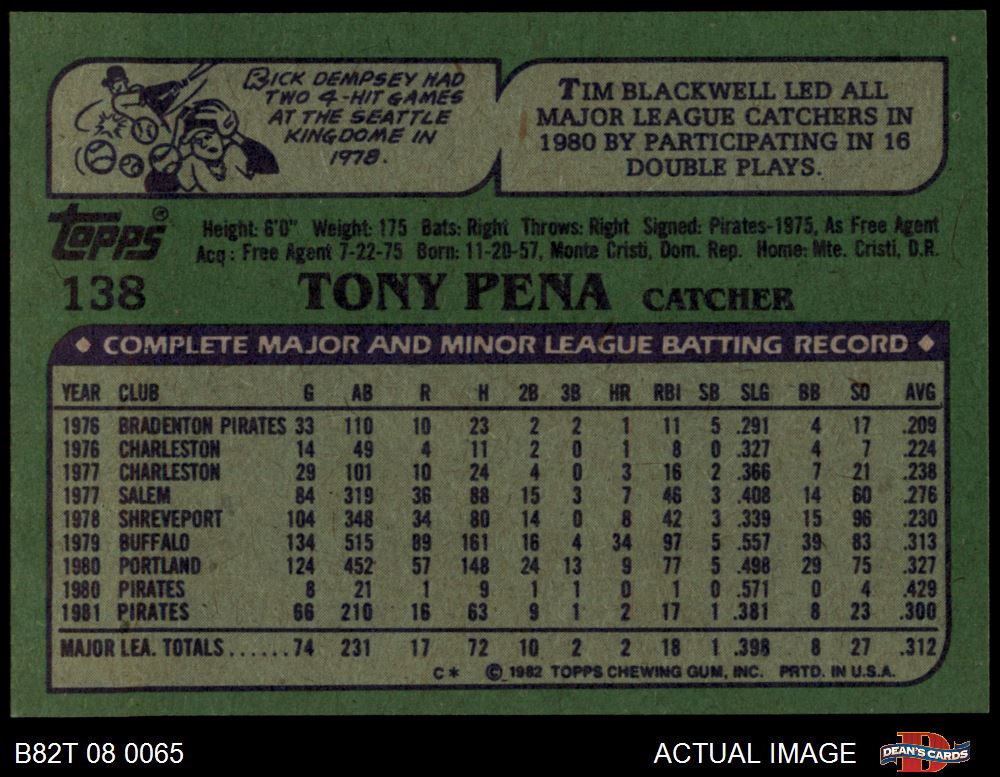 RICK DEMPSEY HAD
TWO 4-HIT GAMES
AT THE SEATTLE
KINGDOME IN
1978.
TIM BLACKWELL LED ALL
MAJOR LEAGUE CATCHERS IN
1980 BY PARTICIPATING IN 16
DOUBLE PLAYS.
Topps®
Height: 6'0" Weight: 175 Bats: Right Throws: Right Signed: Pirates-1975, As Free Agent
Acq: Free Agent 7-22-75 Born: 11-20-57, Monte Cristi, Dom. Rep. Home: Mte. Cristi, D.R.
138 TONY PENA CATCHER
♦ COMPLETE MAJOR AND MINOR LEAGUE BATTING RECORD ♦
YEAR CLUB G AB R H 2B 3B HR RBI SB SLG BB SO AVG
1976 BRADENTON PIRATES 33 110 10 23 2 2 1 11 5 .291 4 17 .209
1976 CHARLESTON 14 49 4 11 2 0 1 8 0 .327 4 7 .224
1977 CHARLESTON 29 101 10 24 4 0 3 16 2 .366 7 21 .238
1977 SALEM 84 319 36 88 15 3 7 46 3 .408 14 60 .276
1978 SHREVEPORT 104 348 34 80 14 0 8 42 3 .339 15 96 .230
1979 BUFFALO 134 515 89 161 16 4 34 97 5 .557 39 83 .313
1980 PORTLAND 124 452 57 148 24 13 9 77 5 .498 29 75 .327
1980 PIRATES 8 21 1 9 1 1 0 1 0 .571 0 4 .429
1981 PIRATES 66 210 16 63 9 1 2 17 1 .381 8 23 .300
MAJOR LEA. TOTALS......74 231 17 72 10 2 2 18 1 .398 8 27 .312
C* © 1982 TOPPS CHEWING GUM, INC. PRTD. IN U.S.A.
B82T 08 0065 ACTUAL IMAGE DEAN'S CARDS